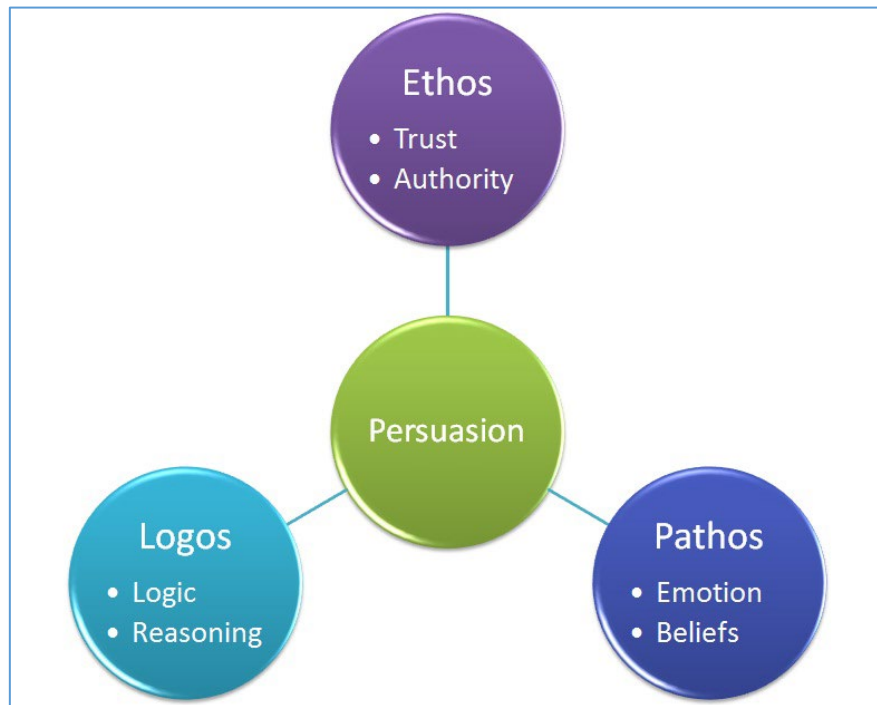 Ethos
• Trust
• Authority
Persuasion
Logos
• Logic
• Reasoning
Pathos
• Emotion
• Beliefs